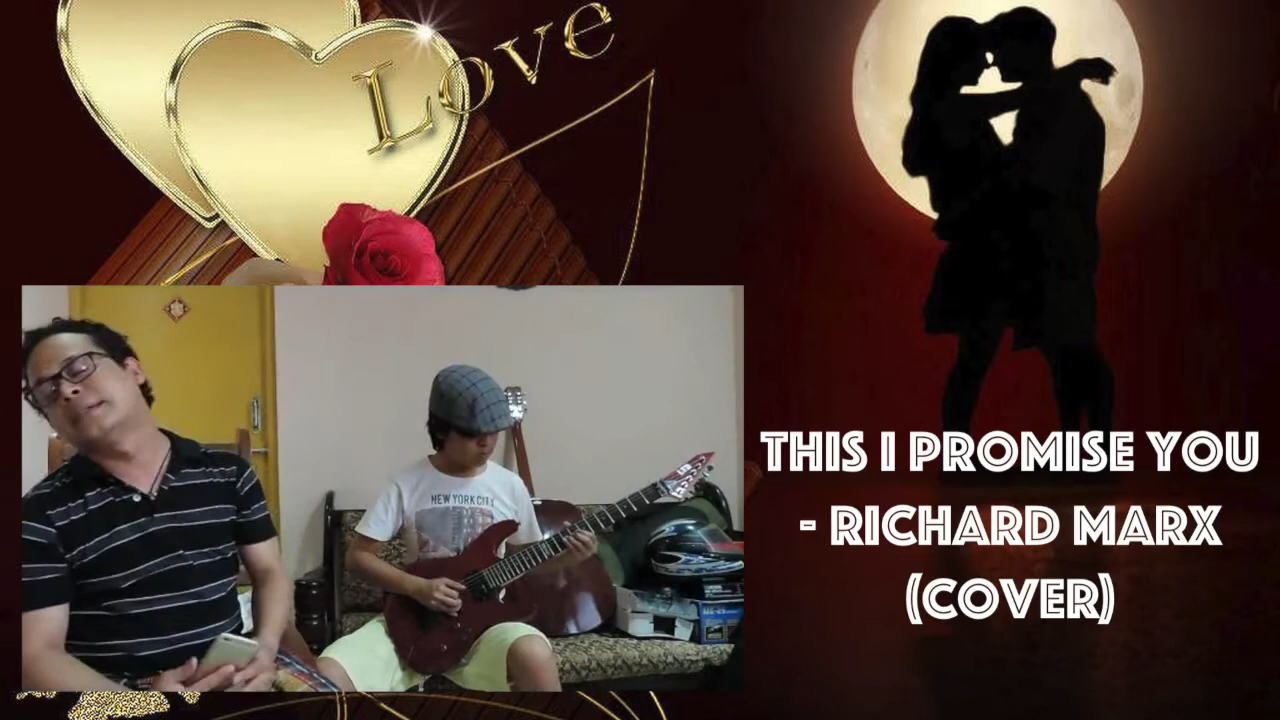 Love
NEW YORK CITY
THIS I PROMISE YOU
- RICHARD MARX
(COVER)